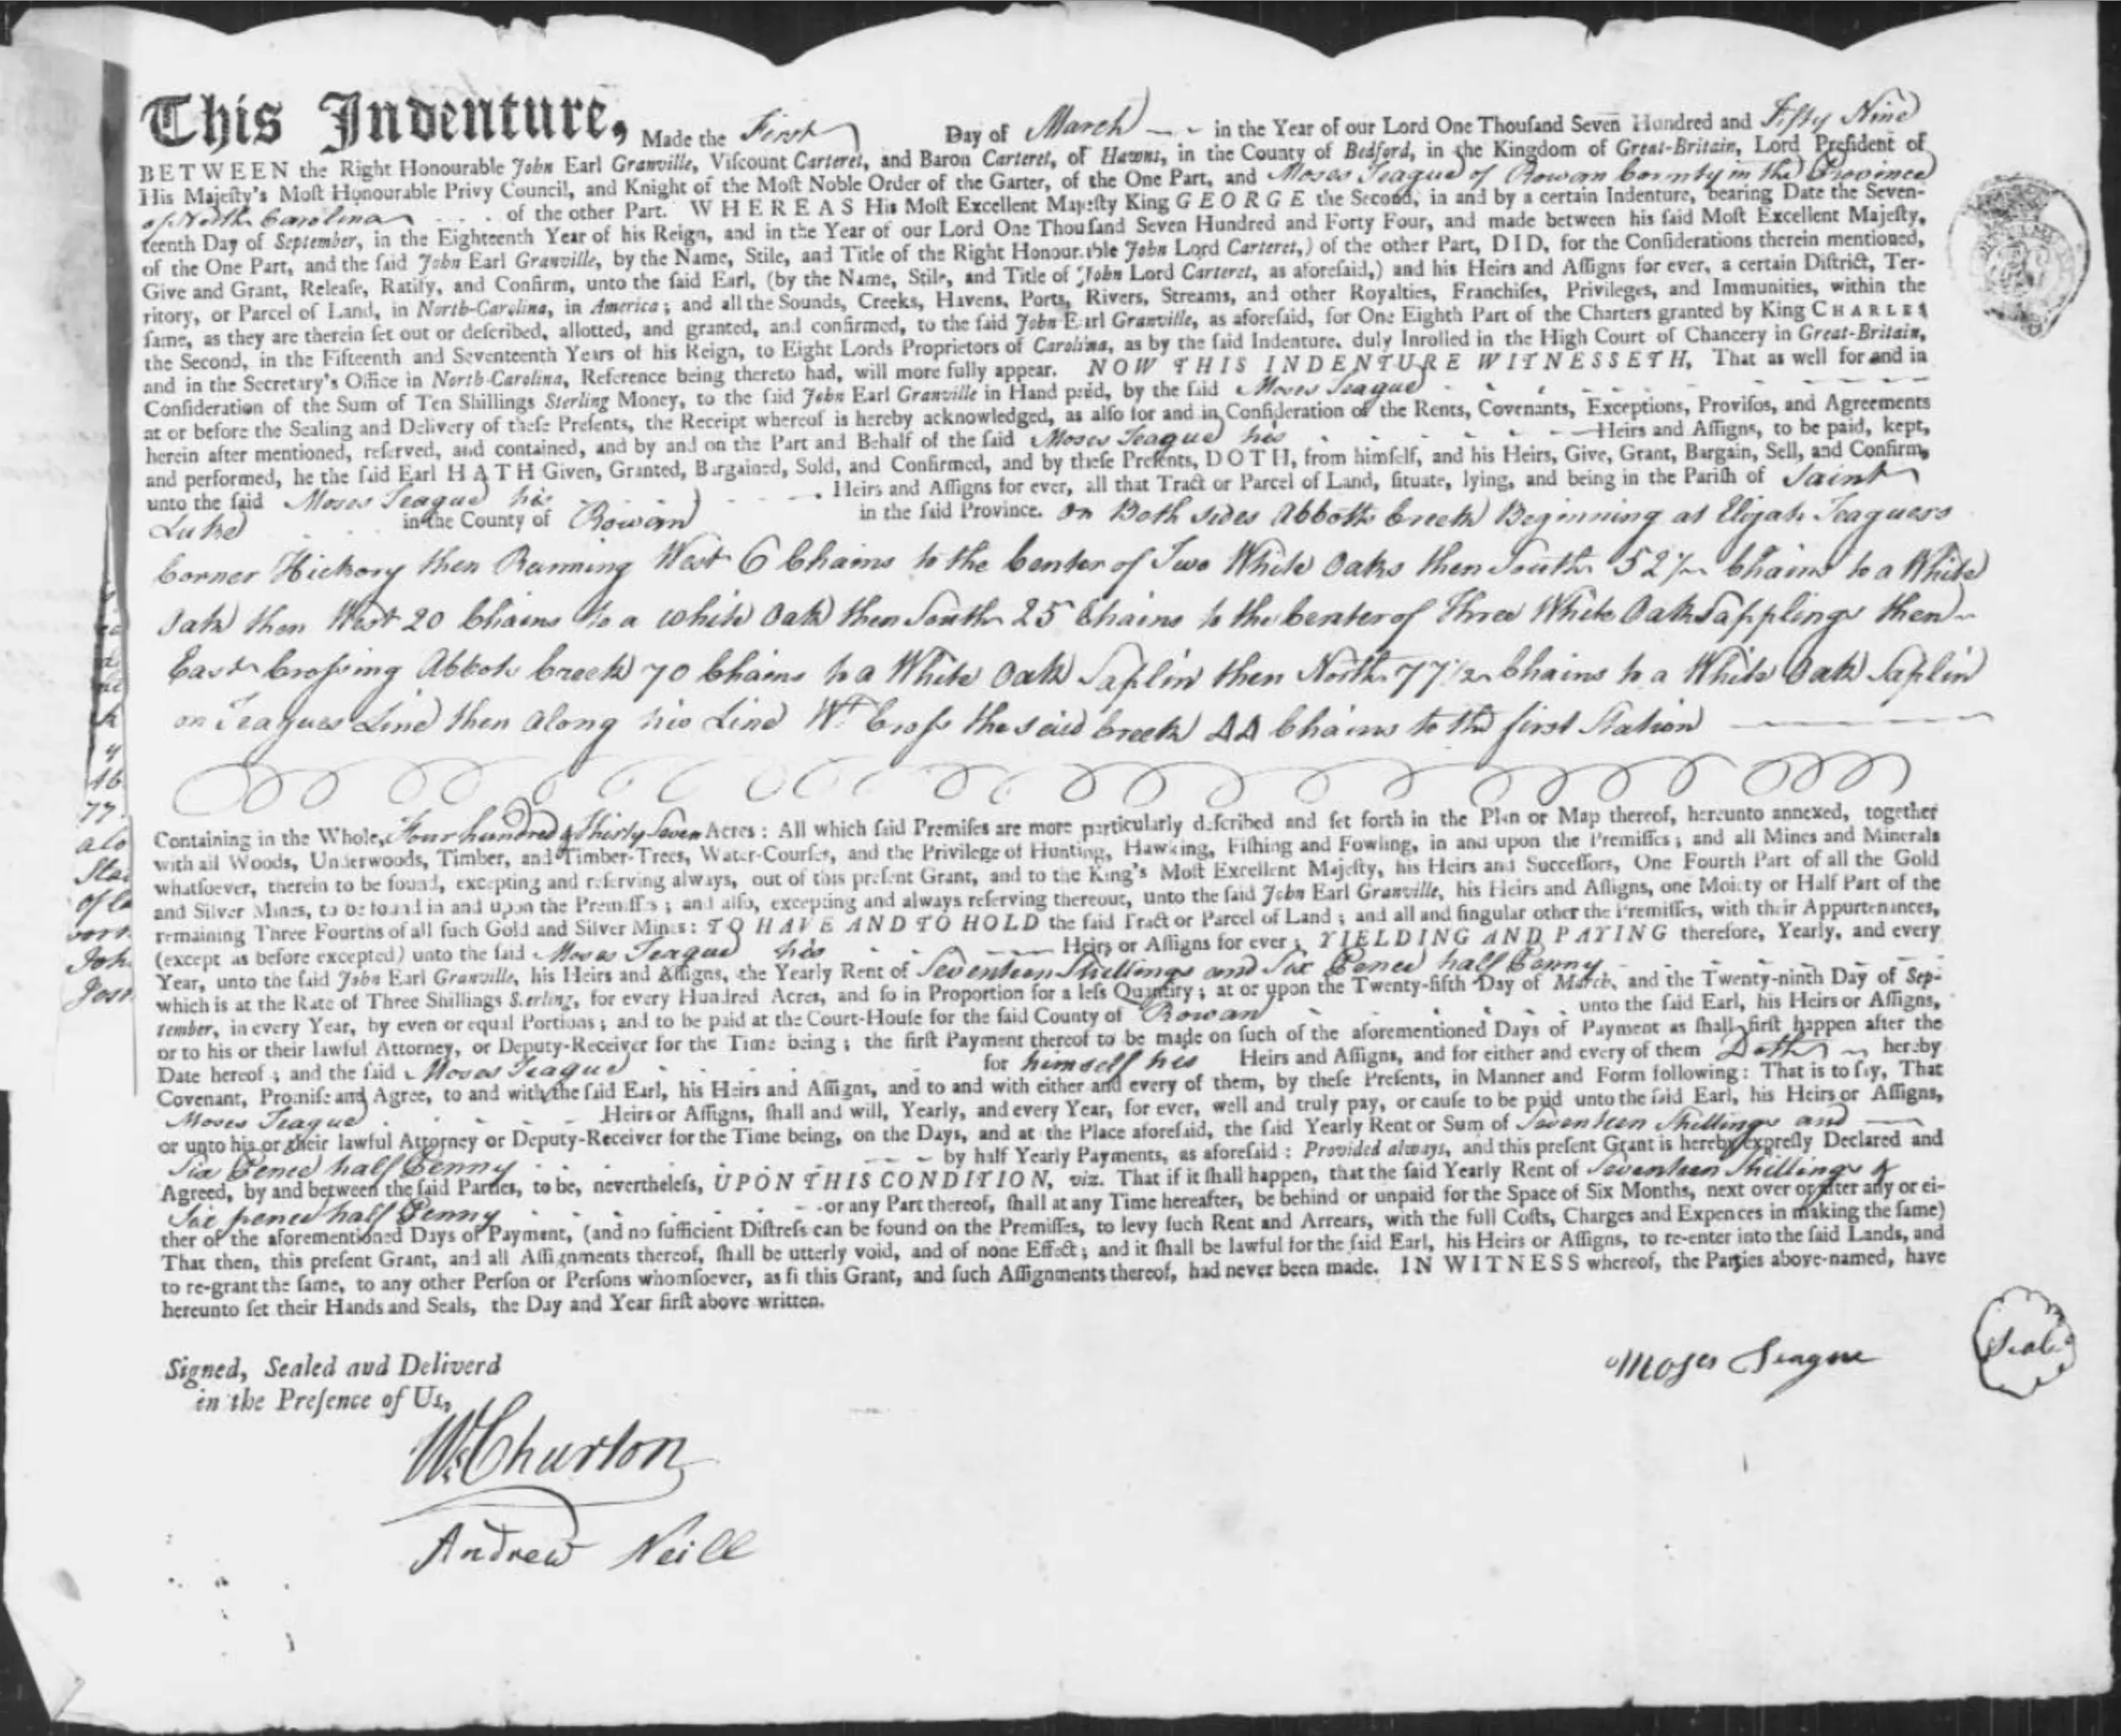 This Indenture, Made the First Day of March in the Year of our Lord One Thouſand Seven Hundred and Fifty Nine
BETWEEN the Right Honourable John Earl Granville, Viſcount Carteret, and Baron Carteret, of Hawnes, in the County of Bedford, in the Kingdom of Great-Britain, Lord Preſident of
His Majeſty's Moſt Honourable Privy Council, and Knight of the Moſt Noble Order of the Garter, of the One Part, and Moses Teague of Rowan County in the Province
of North Carolina of the other Part. WHEREAS His Moſt Excellent Majeſty King GEORGE the Second, in and by a certain Indenture, bearing Date the Seven-
teenth Day of September, in the Eighteenth Year of his Reign, and in the Year of our Lord One Thouſand Seven Hundred and Forty Four, and made between his ſaid Moſt Excellent Majeſty,
of the One Part, and the ſaid John Earl Granville, by the Name, Stile, and Title of the Right Honourable John Lord Carteret,) of the other Part, DID, for the Conſiderations therein mentioned,
Give and Grant, Releaſe, Ratify, and Confirm, unto the ſaid Earl, (by the Name, Stile, and Title of John Lord Carteret, as aforeſaid,) and his Heirs and Aſſigns for ever, a certain Diſtrict, Ter-
ritory, or Parcel of Land, in North-Carolina, in America; and all the Sounds, Creeks, Havens, Ports, Rivers, Streams, and other Royalties, Franchiſes, Privileges, and Immunities, within the
ſame, as they are therein ſet out or deſcribed, allotted, and granted, and confirmed, to the ſaid John Earl Granville, as aforeſaid, for One Eighth Part of the Charters granted by King CHARLES
the Second, in the Fifteenth and Seventeenth Years of his Reign, to Eight Lords Proprietors of Carolina, as by the ſaid Indenture, duly Inrolled in the High Court of Chancery in Great-Britain,
and in the Secretary's Office in North-Carolina, Reference being thereto had, will more fully appear. NOW THIS INDENTURE WITNESSETH, That as well for and in
Conſideration of the Sum of Ten Shillings Sterling Money, to the ſaid John Earl Granville in Hand paid, by the ſaid Moses Teague
at or before the Sealing and Delivery of theſe Preſents, the Receipt whereof is hereby acknowledged, as alſo for and in Conſideration of the Rents, Covenants, Exceptions, Proviſos, and Agreements
herein after mentioned, reſerved, and contained, and by and on the Part and Behalf of the ſaid Moses Teague his Heirs and Aſſigns, to be paid, kept,
and performed, he the ſaid Earl HATH Given, Granted, Bargained, Sold, and Confirmed, and by theſe Preſents, DOTH, from himſelf, and his Heirs, Give, Grant, Bargain, Sell, and Confirm,
unto the ſaid Moses Teague his Heirs and Aſſigns for ever, all that Tract or Parcel of Land, ſituate, lying, and being in the Pariſh of Saint
Luke in the County of Rowan in the ſaid Province. On Both sides Abbotts Creek Beginning at Elijah Teagues
Corner Hickory then Running West 6 Chains to the Center of Two White Oaks then South 52½ Chains to a White
Oak then West 20 Chains to a white Oak then South 25 Chains to the Center of Three White Oak Sapplings then
East Crossing Abbots Creek 70 Chains to a White Oak Saplin then North 77½ Chains to a White Oak Saplin
on Teagues Line then along his Line Wt. Cross the said Creek 44 Chains to the first Station
Containing in the Whole, Four hundred & Thirty Seven Acres: All which ſaid Premiſes are more particularly deſcribed and ſet forth in the Plan or Map thereof, hereunto annexed, together
with all Woods, Underwoods, Timber, and Timber-Trees, Water-Courſes, and the Privilege of Hunting, Hawking, Fiſhing and Fowling, in and upon the Premiſſes; and all Mines and Minerals
whatſoever, therein to be found, excepting and reſerving always, out of this preſent Grant, and to the King's Moſt Excellent Majeſty, his Heirs and Succeſſors, One Fourth Part of all the Gold
and Silver Mines, to be found in and upon the Premiſſes; and alſo, excepting and always reſerving thereout, unto the ſaid John Earl Granville, his Heirs and Aſſigns, one Moiety or Half Part of the
remaining Three Fourths of all ſuch Gold and Silver Mines: TO HAVE AND TO HOLD the ſaid Tract or Parcel of Land; and all and ſingular other the Premiſſes, with their Appurtenances,
(except as before excepted) unto the ſaid Moses Teague his Heirs or Aſſigns for ever; YIELDING AND PAYING therefore, Yearly, and every
Year, unto the ſaid John Earl Granville, his Heirs and Aſſigns, the Yearly Rent of Seventeen Shillings and Six Pence half Penny
which is at the Rate of Three Shillings Sterling, for every Hundred Acres, and ſo in Proportion for a leſs Quantity; at or upon the Twenty-fifth Day of March, and the Twenty-ninth Day of Sep-
tember, in every Year, by even or equal Portions; and to be paid at the Court-Houſe for the ſaid County of Rowan unto the ſaid Earl, his Heirs or Aſſigns,
or to his or their lawful Attorney, or Deputy-Receiver for the Time being; the firſt Payment thereof to be made on ſuch of the aforementioned Days of Payment as ſhall firſt happen after the
Date hereof; and the ſaid Moses Teague for himself his Heirs and Aſſigns, and for either and every of them Doth hereby
Covenant, Promiſe and Agree, to and with the ſaid Earl, his Heirs and Aſſigns, and to and with either and every of them, by theſe Preſents, in Manner and Form following: That is to ſay, That
Moses Teague Heirs or Aſſigns, ſhall and will, Yearly, and every Year, for ever, well and truly pay, or cauſe to be paid unto the ſaid Earl, his Heirs or Aſſigns,
or unto his or their lawful Attorney or Deputy-Receiver for the Time being, on the Days, and at the Place aforeſaid, the ſaid Yearly Rent or Sum of Seventeen Shillings and
Six Pence half Penny by half Yearly Payments, as aforeſaid: Provided always, and this preſent Grant is hereby expreſly Declared and
Agreed, by and between the ſaid Parties, to be, nevertheleſs, UPON THIS CONDITION, viz. That if it ſhall happen, that the ſaid Yearly Rent of Seventeen Shillings &
Six pence half Penny or any Part thereof, ſhall at any Time hereafter, be behind or unpaid for the Space of Six Months, next over or after any or ei-
ther of the aforementioned Days of Payment, (and no ſufficient Diſtreſs can be found on the Premiſſes, to levy ſuch Rent and Arrears, with the full Coſts, Charges and Expences in making the ſame)
That then, this preſent Grant, and all Aſſignments thereof, ſhall be utterly void, and of none Effect; and it ſhall be lawful for the ſaid Earl, his Heirs or Aſſigns, to re-enter into the ſaid Lands, and
to re-grant the ſame, to any other Perſon or Perſons whomſoever, as fi this Grant, and ſuch Aſſignments thereof, had never been made. IN WITNESS whereof, the Parties above-named, have
hereunto ſet their Hands and Seals, the Day and Year firſt above written.
Signed, Sealed aud Deliverd
in the Preſence of Us,
Moses Teague
Seal
Wm Churton
Andrew Neill